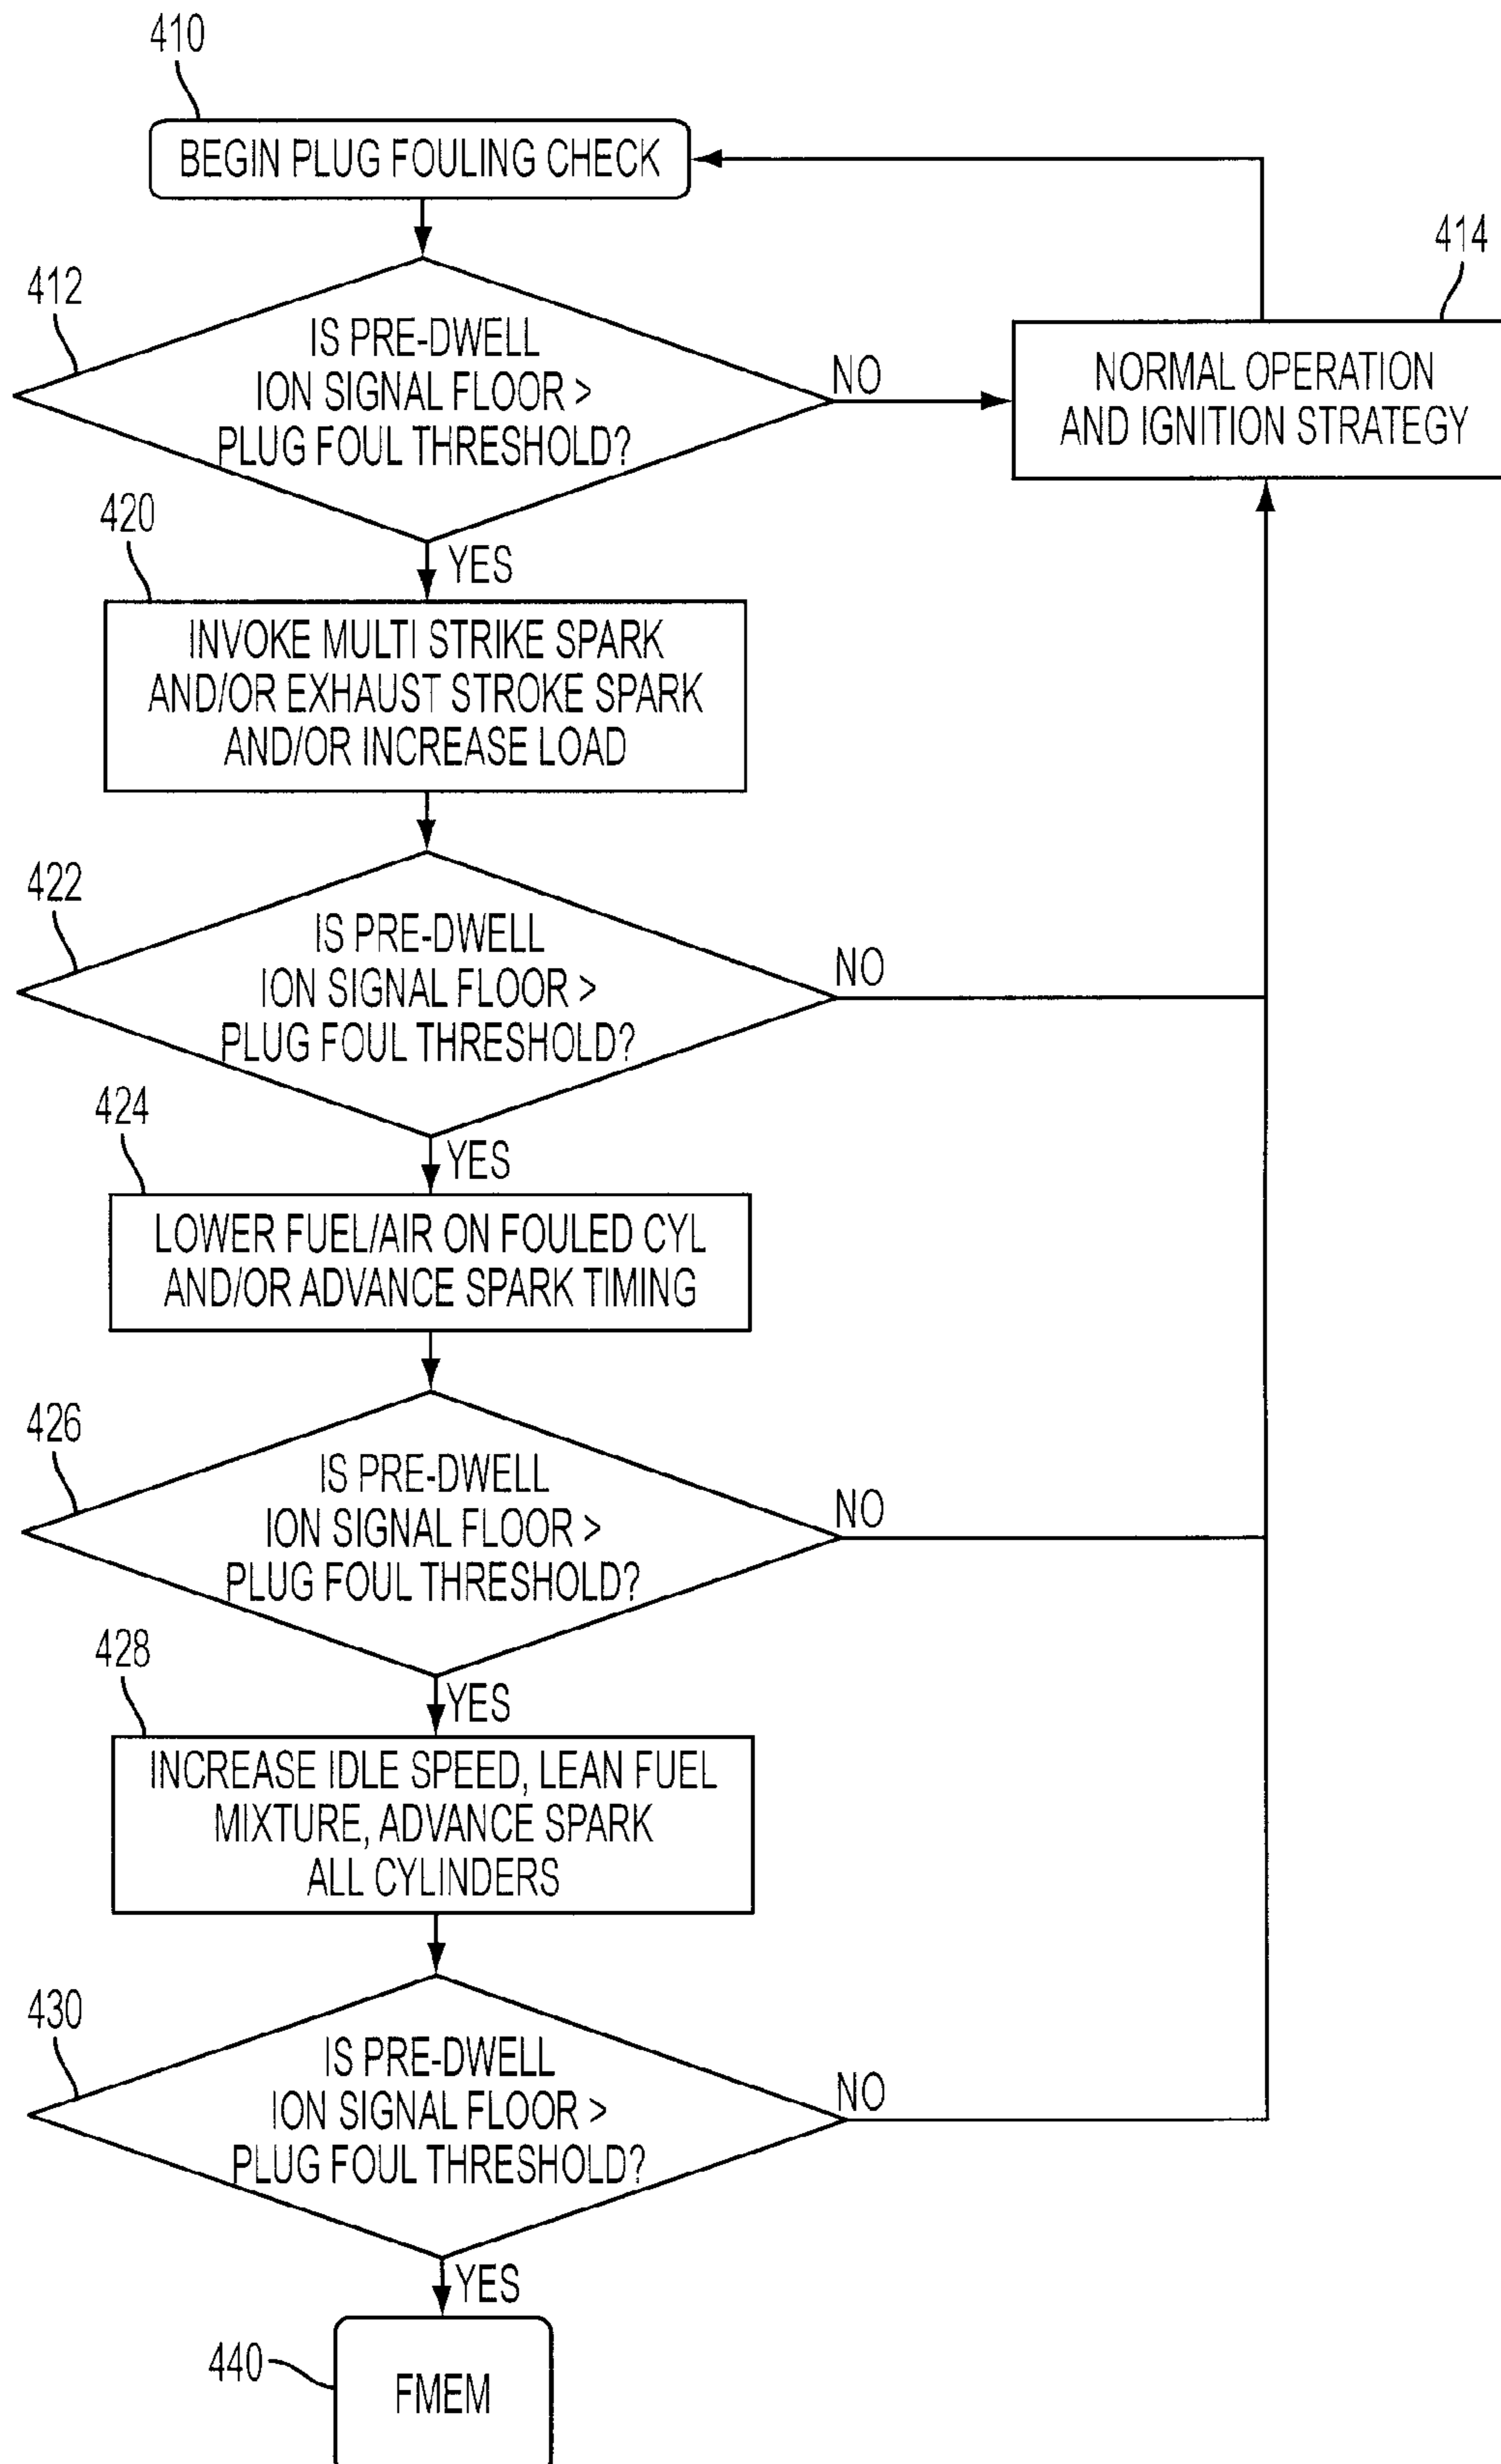 410
BEGIN PLUG FOULING CHECK
412
IS PRE-DWELL
ION SIGNAL FLOOR >
PLUG FOUL THRESHOLD?
NO
414
NORMAL OPERATION
AND IGNITION STRATEGY
YES
420
INVOKE MULTI STRIKE SPARK
AND/OR EXHAUST STROKE SPARK
AND/OR INCREASE LOAD
422
IS PRE-DWELL
ION SIGNAL FLOOR >
PLUG FOUL THRESHOLD?
NO
YES
424
LOWER FUEL/AIR ON FOULED CYL
AND/OR ADVANCE SPARK TIMING
426
IS PRE-DWELL
ION SIGNAL FLOOR >
PLUG FOUL THRESHOLD?
NO
YES
428
INCREASE IDLE SPEED, LEAN FUEL
MIXTURE, ADVANCE SPARK
ALL CYLINDERS
430
IS PRE-DWELL
ION SIGNAL FLOOR >
PLUG FOUL THRESHOLD?
NO
YES
440
FMEM